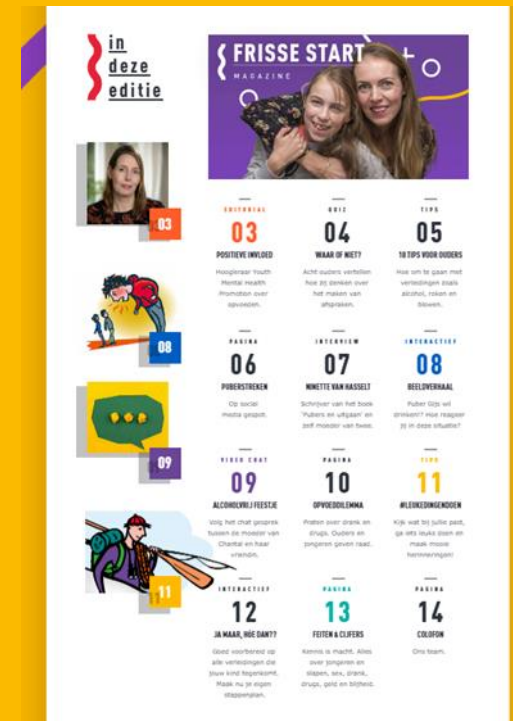 in
deze
editie
FRISSE START
MAGAZINE
03
08
09
11
EDITORIAL
03
POSITIEVE INVLOED
Hoogleraar Youth
Mental Health
Promotion over
opvoeden.
QUIZ
04
WAAR OF NIET?
Acht ouders vertellen
hoe zij denken over
het maken van
afspraken.
TIPS
05
10 TIPS VOOR OUDERS
Hoe om te gaan met
verleidingen zoals
alcohol, roken en
blowen.
PAGINA
06
PUBERSTREKEN
Op social
media gespot.
INTERVIEW
07
NINETTE VAN HASSELT
Schrijver van het boek
'Pubers en uitgaan' en
zelf moeder van twee.
INTERACTIEF
08
BEELDVERHAAL
Puber Gijs wil
drinken!? Hoe reageer
jij in deze situatie?
VIDEO CHAT
09
ALCOHOLVRIJ FEESTJE
Volg het chat gesprek
tussen de moeder van
Chantal en haar
vriendin.
PAGINA
10
OPVOEDDILEMMA
Praten over drank en
drugs. Ouders en
jongeren geven raad.
TIPS
11
#LEUKEDINGENDOEN
Kijk wat bij jullie past,
ga iets leuks doen en
maak mooie
herinneringen!
INTERACTIEF
12
JA MAAR, HOE DAN??
Goed voorbereid op
alle verleidingen die
jouw kind tegenkomt.
Maak nu je eigen
stappenplan.
PAGINA
13
FEITEN & CIJFERS
Kennis is macht. Alles
over jongeren en
slapen, sex, drank,
drugs, geld en blijheid.
PAGINA
14
COLOFON
Ons team.